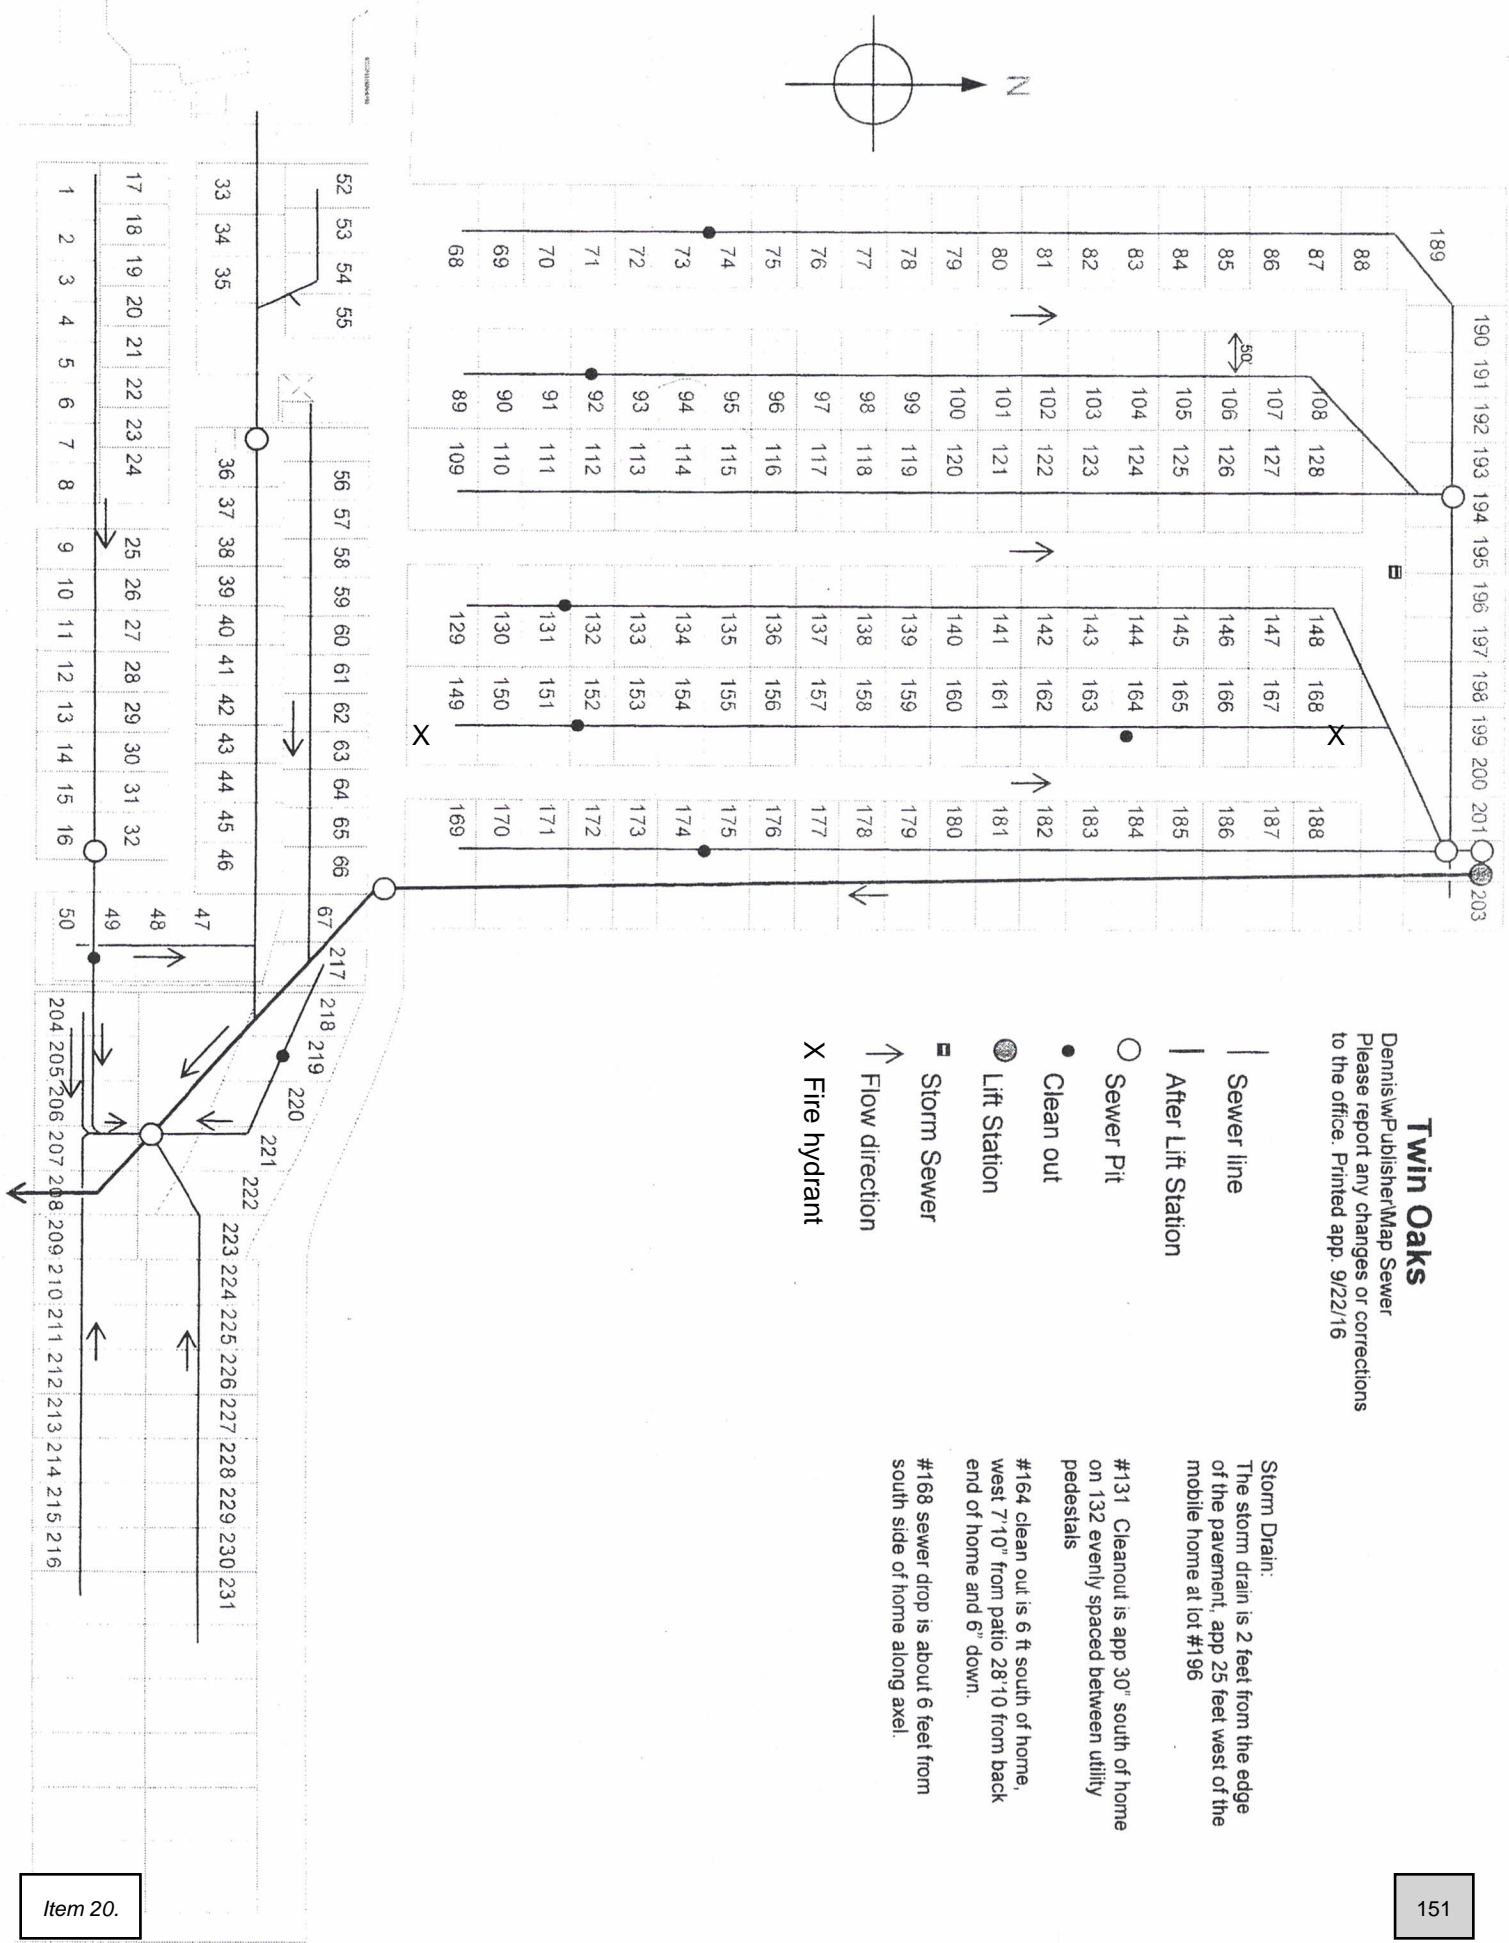 Twin Oaks
Dennis\wPublisher\Map Sewer
Please report any changes or corrections
to the office. Printed app. 9/22/16
Sewer line
After Lift Station
Sewer Pit
Clean out
Lift Station
Storm Sewer
Flow direction
X Fire hydrant
Storm Drain:
The storm drain is 2 feet from the edge
of the pavement, app 25 feet west of the
mobile home at lot #196
#131 Cleanout is app 30" south of home
on 132 evenly spaced between utility
pedestals
#164 clean out is 6 ft south of home,
west 7'10" from patio 28'10 from back
end of home and 6" down.
#168 sewer drop is about 6 feet from
south side of home along axel.
N
189
190 191 192 193 194 195 196 197 198 199 200 201 203
68 69 70 71 72 73 74 75 76 77 78 79 80 81 82 83 84 85 86 87 88
50'
89 90 91 92 93 94 95 96 97 98 99 100 101 102 103 104 105 106 107 108
109 110 111 112 113 114 115 116 117 118 119 120 121 122 123 124 125 126 127 128
129 130 131 132 133 134 135 136 137 138 139 140 141 142 143 144 145 146 147 148
149 150 151 152 153 154 155 156 157 158 159 160 161 162 163 164 165 166 167 168
X X
169 170 171 172 173 174 175 176 177 178 179 180 181 182 183 184 185 186 187 188
52 53 54 55
56 57 58 59 60 61 62 63 64 65 66
67 217 218 219 220 221 222
33 34 35
36 37 38 39 40 41 42 43 44 45 46
47 48 49 50
17 18 19 20 21 22 23 24
25 26 27 28 29 30 31 32
1 2 3 4 5 6 7 8
9 10 11 12 13 14 15 16
223 224 225 226 227 228 229 230 231
204 205 206 207 208 209 210 211 212 213 214 215 216
Item 20.
151